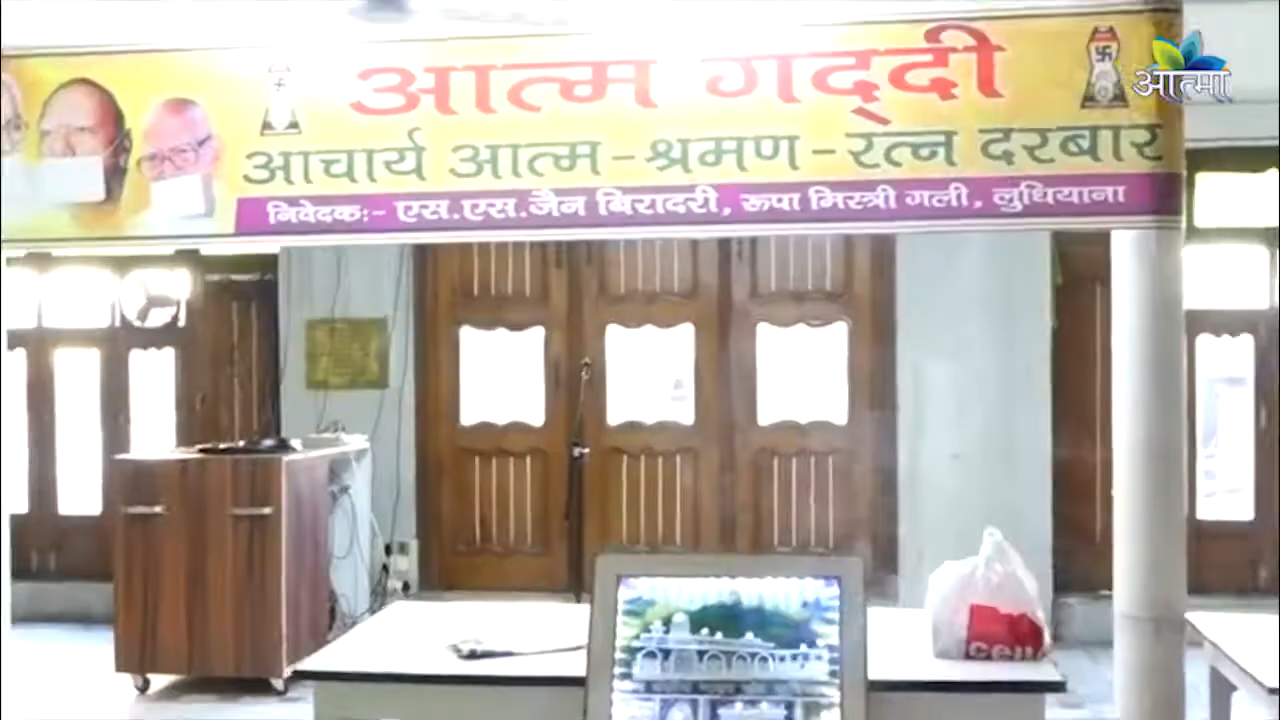 आत्म गद्दी
आत्मा
आचार्य आत्म-श्रमण-रत्न दरबार
निवेदक:- एस.एस.जैन बिरादरी, रूपा मिस्त्री गली, लुधियाना